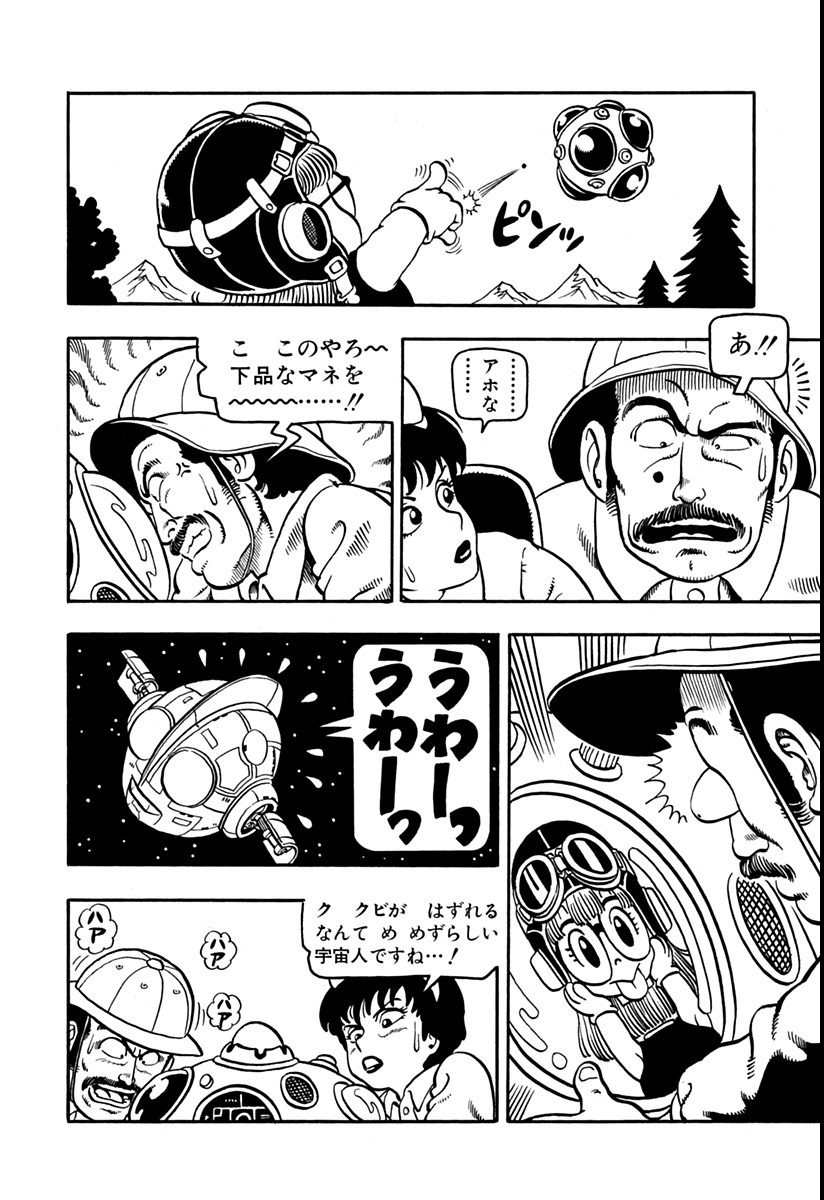 ピンッ
あ!!
……アホな……
こ このやろ〜
下品なマネを
〜〜〜〜……!!
うわーっ
うわーっ
ク クビが はずれる
なんて め めずらしい
宇宙人ですね…!
ハア
ハア
ハア